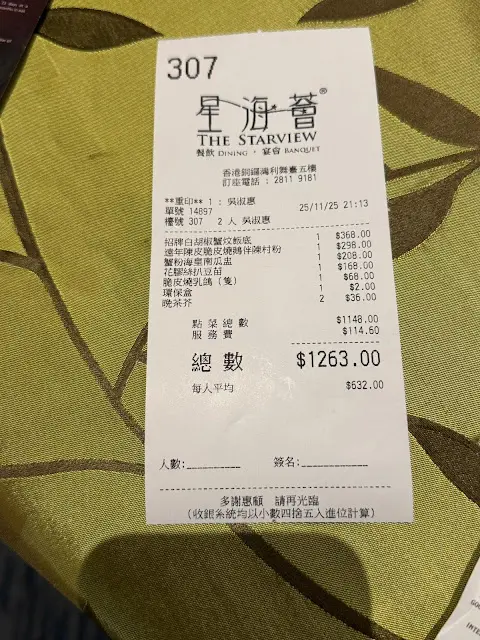 307
星海薈®
THE STARVIEW
餐飲 DINING · 宴會 BANQUET
香港銅鑼灣利舞臺五樓
訂座電話 : 2811 9181
**重印** 1 : 吳淑惠
單號 14897 25/11/25 21:13
檯號 307 2 人 吳淑惠
招牌白胡椒蟹炆飯底 1 $368.00
遠年陳皮脆皮燒鵝伴陳村粉 1 $298.00
蟹粉海皇南瓜盅 1 $208.00
花膠絲扒豆苗 1 $168.00
脆皮燒乳鴿(隻) 1 $68.00
環保盒 1 $2.00
晚茶芥 2 $36.00
點菜總數 $1148.00
服務費 $114.60
總數 $1263.00
每人平均 $632.00
人數:__________ 簽名:____________
多謝惠顧 請再光臨
(收銀系統均以小數四捨五入進位計算)